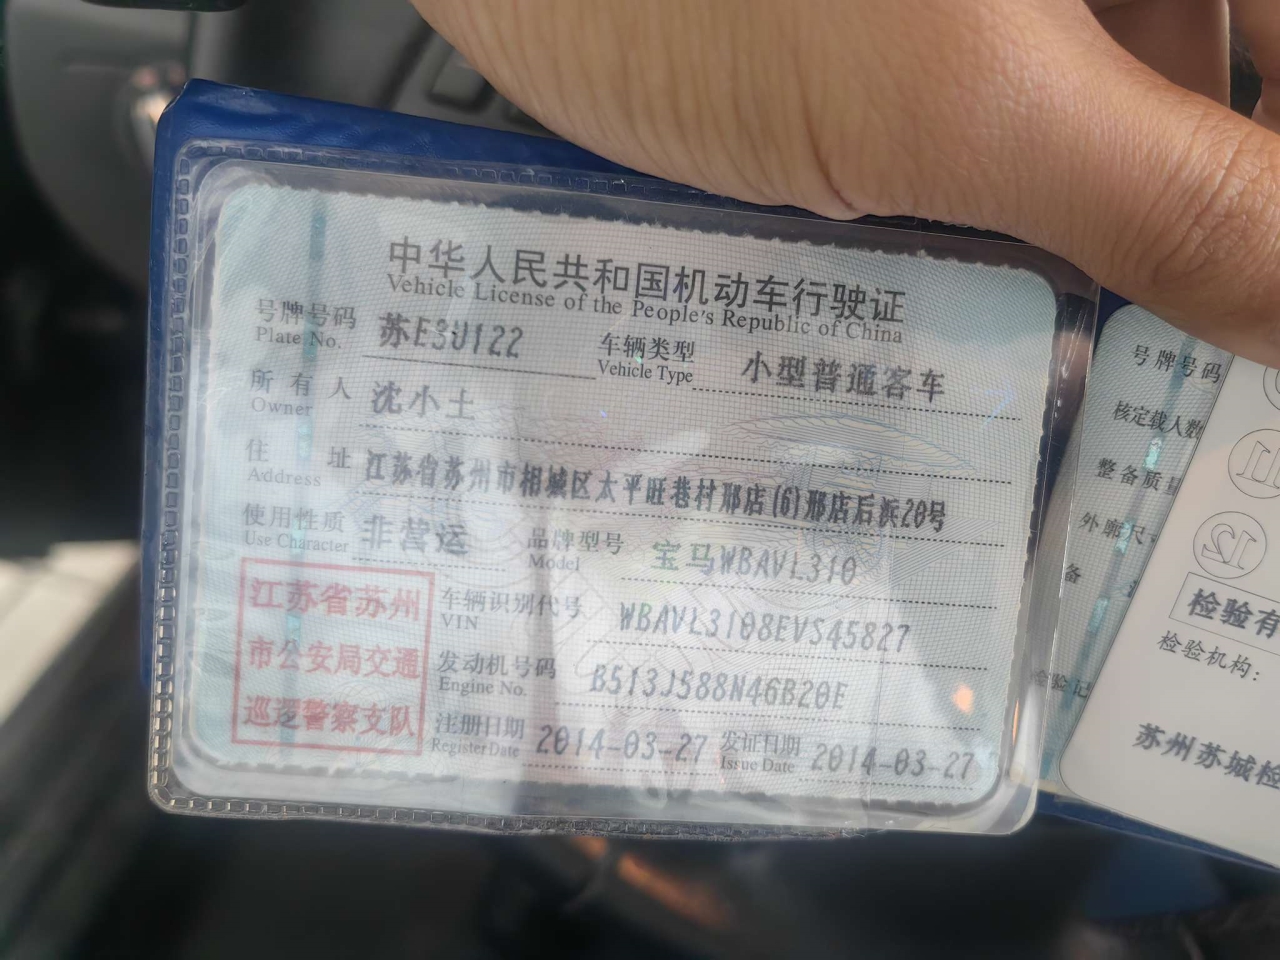 中华人民共和国机动车行驶证
Vehicle License of the People's Republic of China
号牌号码 苏E3U122 车辆类型 小型普通客车
Plate No. Vehicle Type
所有人 沈小土
Owner
住址 江苏省苏州市相城区太平旺巷村邢店(6)邢店后浜20号
Address
使用性质 非营运 品牌型号 宝马WBAVL310
Use Character Model
江苏省苏州
市公安局交通
巡逻警察支队
车辆识别代号 WBAVL3108EVS45827
VIN
发动机号码 B513J588N46B20E
Engine No.
注册日期 2014-03-27 发证日期 2014-03-27
Register Date Issue Date
号牌号码
核定载人数
整备质量
外廓尺
备
检验记
12
检验有
检验机构:
苏州苏城检